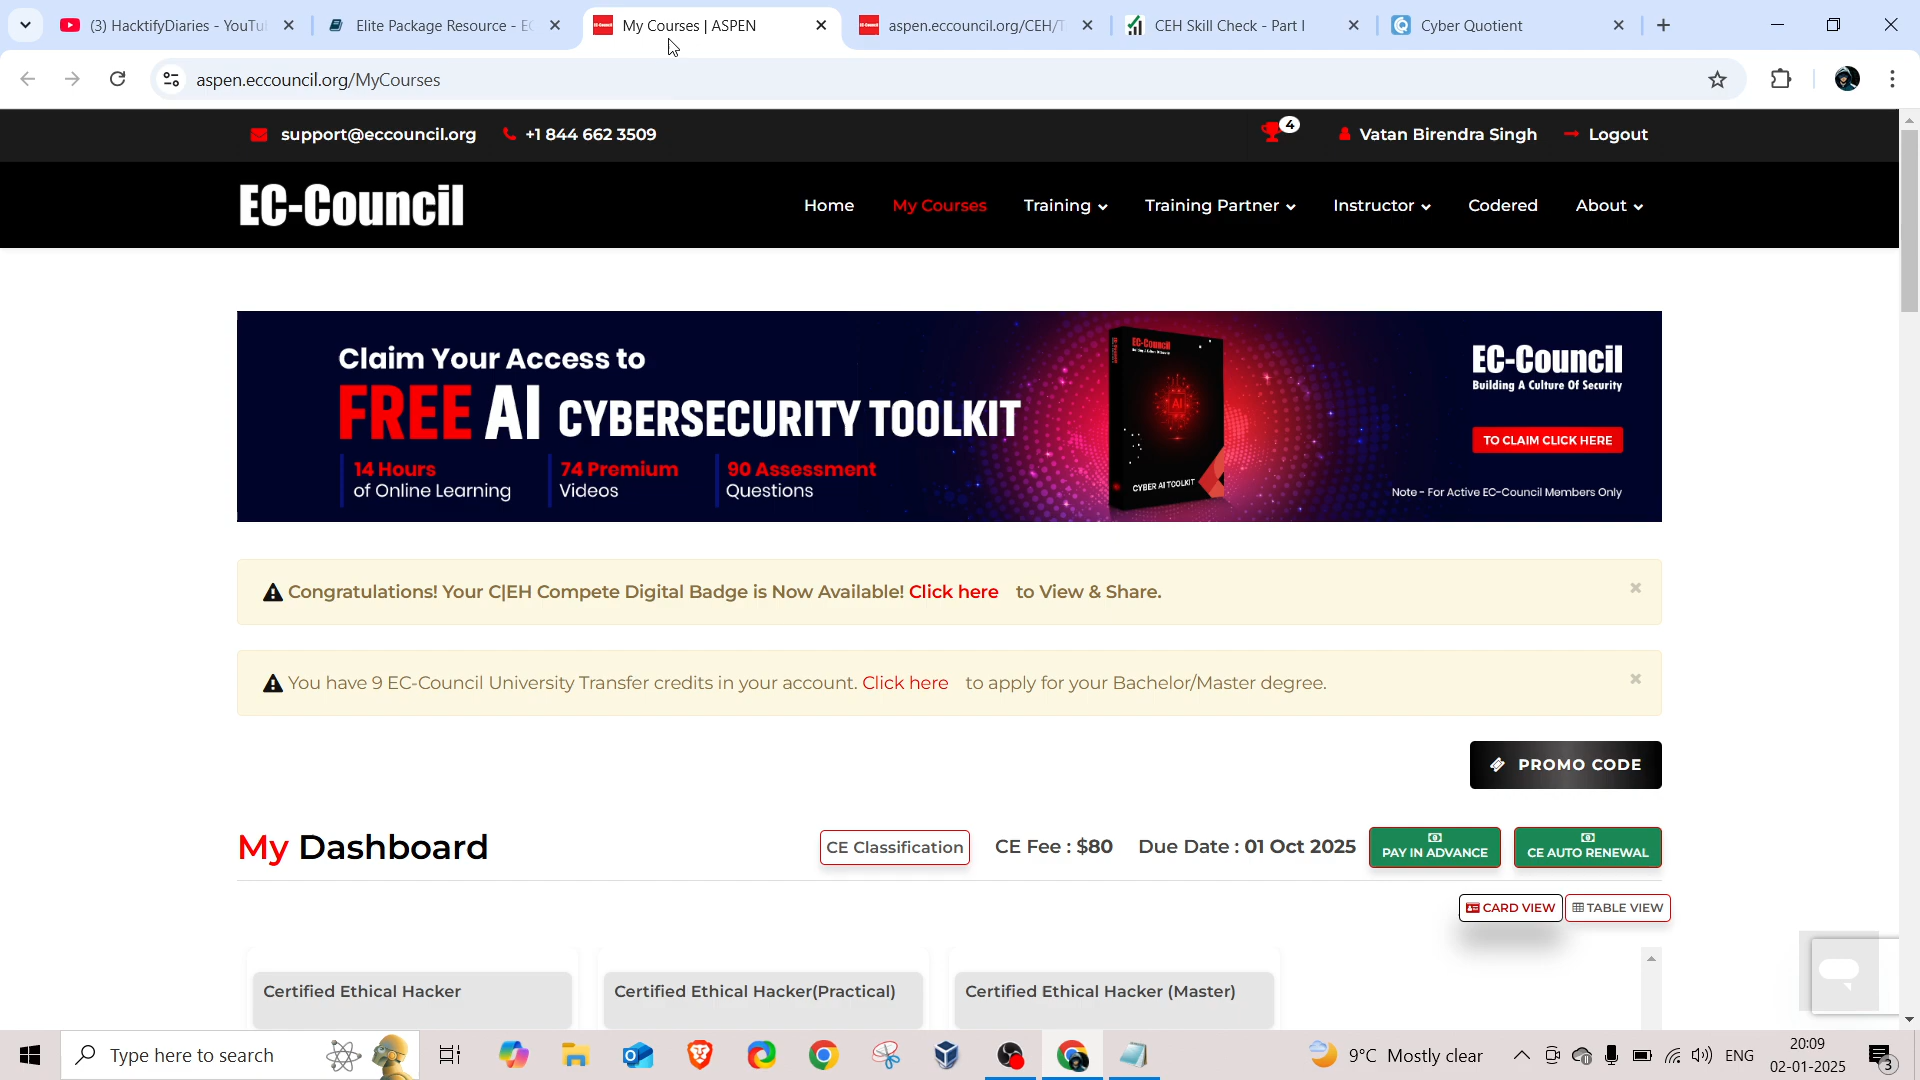 (3) HacktifyDiaries - YouTu
Elite Package Resource - EC
My Courses | ASPEN
aspen.eccouncil.org/CEH/T
CEH Skill Check - Part I
Cyber Quotient
aspen.eccouncil.org/MyCourses
support@eccouncil.org
+1 844 662 3509
4
Vatan Birendra Singh
Logout
EC-Council
Home
My Courses
Training
Training Partner
Instructor
Codered
About
Claim Your Access to
FREE AI CYBERSECURITY TOOLKIT
14 Hours
of Online Learning
74 Premium
Videos
90 Assessment
Questions
EC-Council
AI
CYBER AI TOOLKIT
EC-Council
Building A Culture Of Security
TO CLAIM CLICK HERE
Note - For Active EC-Council Members Only
Congratulations! Your C|EH Compete Digital Badge is Now Available! Click here to View & Share.
You have 9 EC-Council University Transfer credits in your account. Click here to apply for your Bachelor/Master degree.
PROMO CODE
My Dashboard
CE Classification
CE Fee : $80
Due Date : 01 Oct 2025
PAY IN ADVANCE
CE AUTO RENEWAL
CARD VIEW
TABLE VIEW
Certified Ethical Hacker
Certified Ethical Hacker(Practical)
Certified Ethical Hacker (Master)
Type here to search
9°C Mostly clear
ENG
20:09
02-01-2025
3